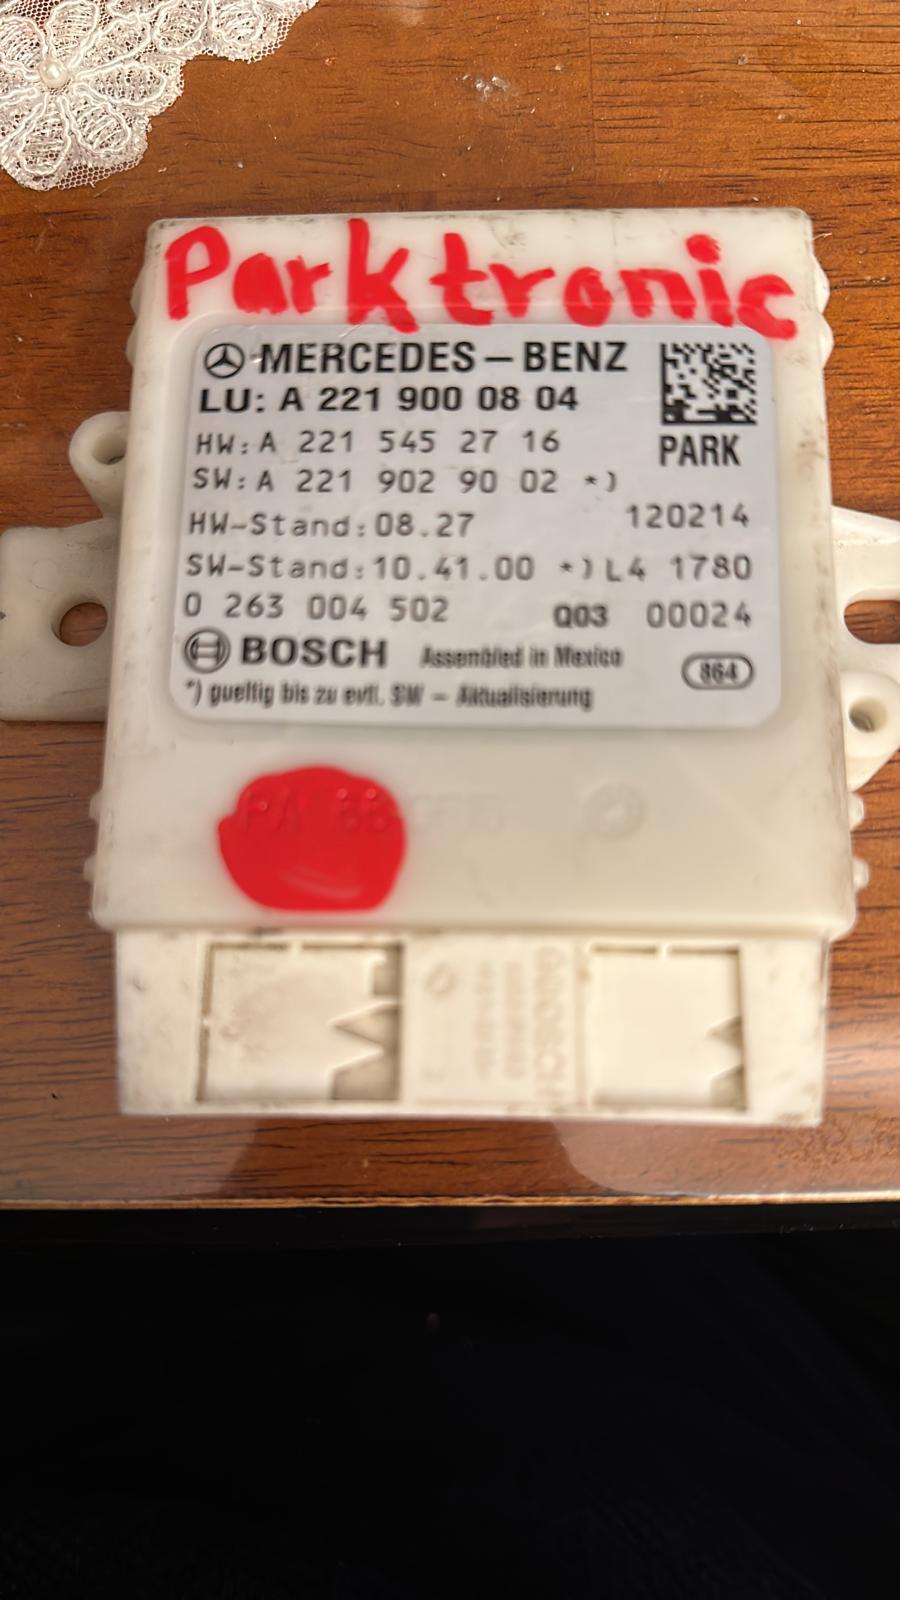 Parktronic
MERCEDES-BENZ
LU: A 221 900 08 04
HW: A 221 545 27 16
PARK
SW: A 221 902 90 02 *)
HW-Stand: 08.27 120214
SW-Stand: 10.41.00 *) L4 1780
0 263 004 502 Q03 00024
BOSCH Assembled in Mexico 864
*) gueltig bis zu evtl. SW - Aktualisierung
PA 66